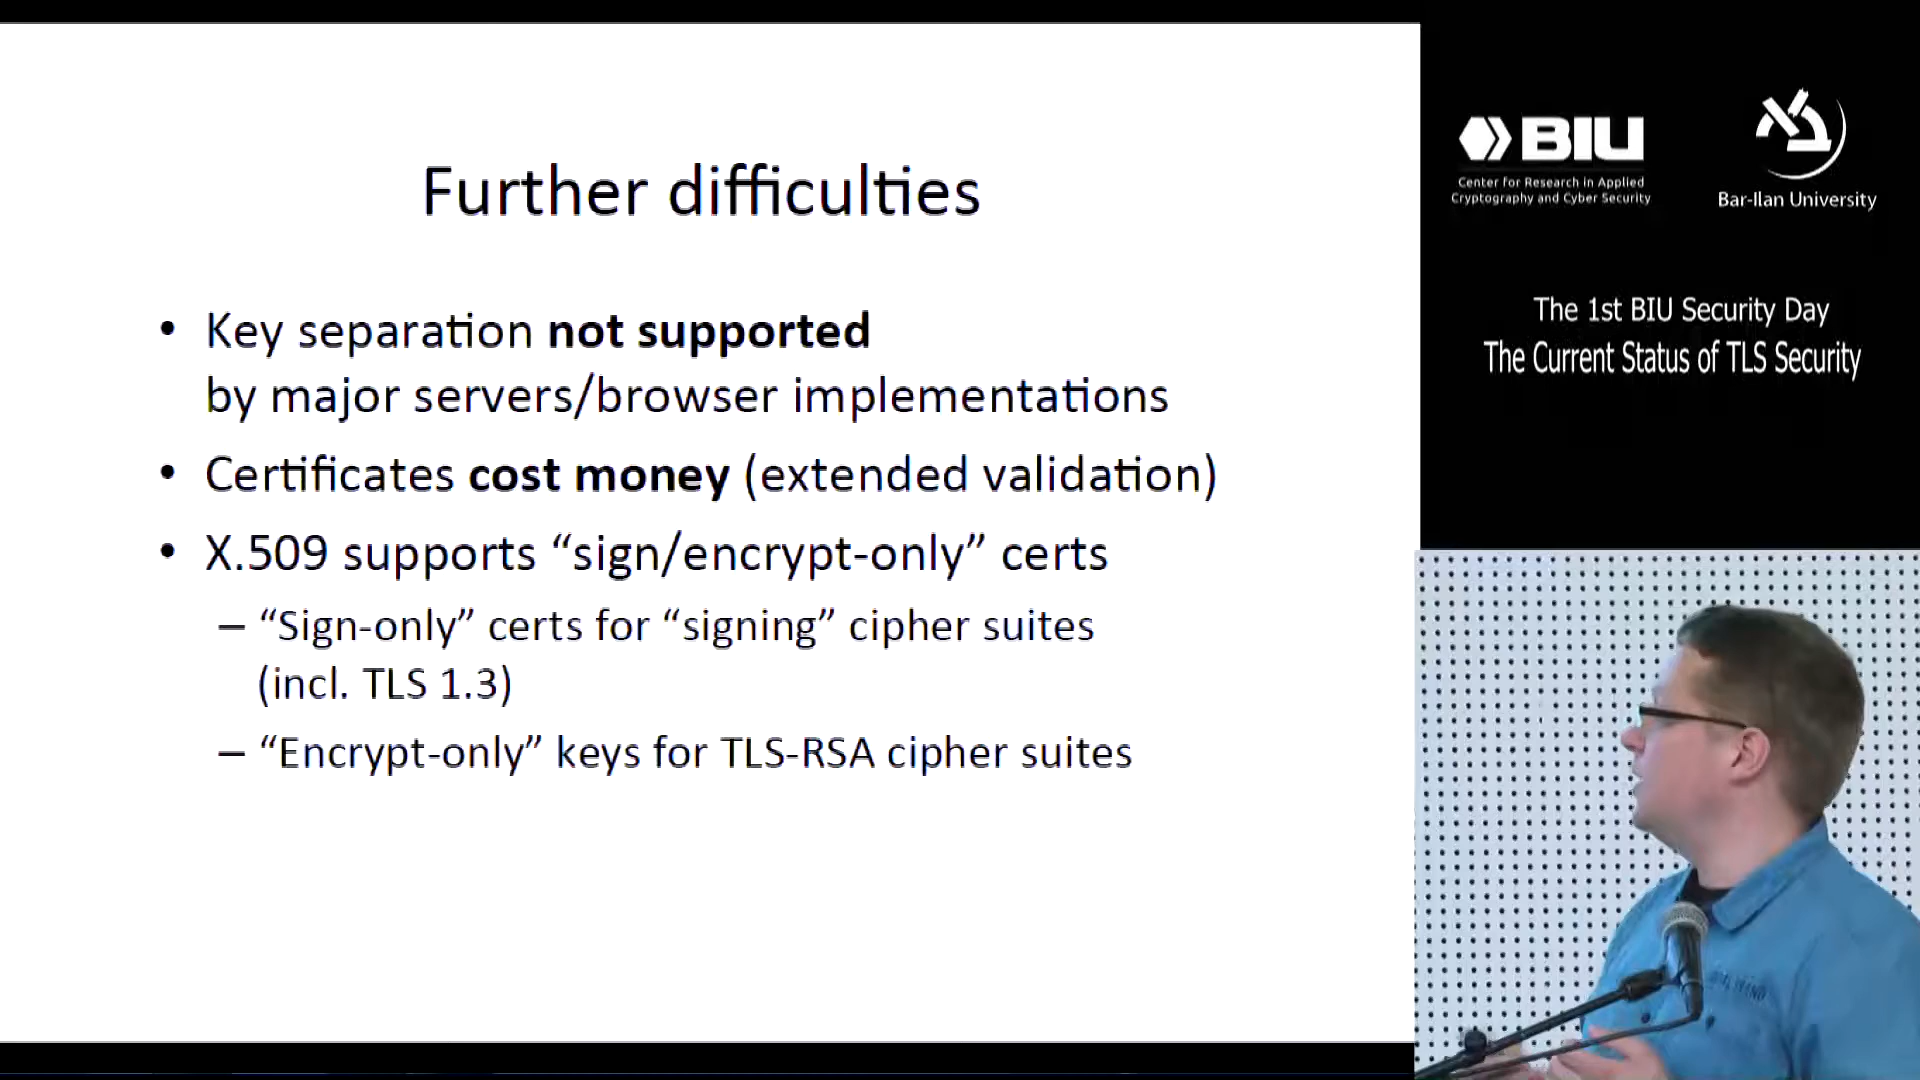 Further difficulties
• Key separation not supported
by major servers/browser implementations
• Certificates cost money (extended validation)
• X.509 supports “sign/encrypt-only” certs
– “Sign-only” certs for “signing” cipher suites
(incl. TLS 1.3)
– “Encrypt-only” keys for TLS-RSA cipher suites
BIU
Center for Research in Applied
Cryptography and Cyber Security
Bar-Ilan University
The 1st BIU Security Day
The Current Status of TLS Security